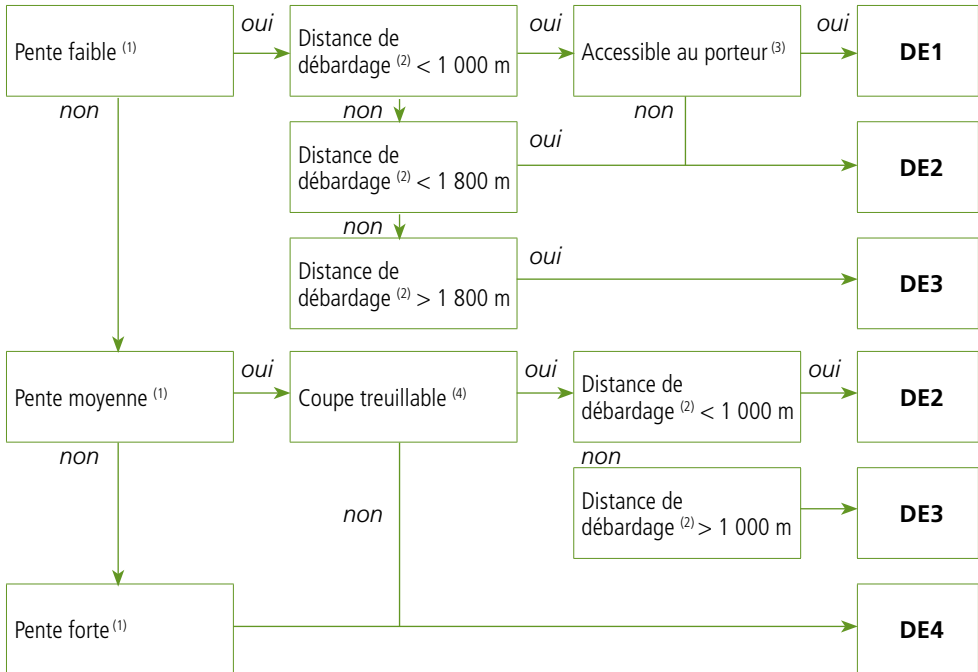 Pente faible (1)
oui
Distance de
débardage (2) < 1 000 m
oui
Accessible au porteur (3)
oui
DE1
non
non
non
Distance de
débardage (2) < 1 800 m
oui
DE2
non
Distance de
débardage (2) > 1 800 m
oui
DE3
Pente moyenne (1)
oui
Coupe treuillable (4)
oui
Distance de
débardage (2) < 1 000 m
oui
DE2
non
non
non
Distance de
débardage (2) > 1 000 m
DE3
Pente forte (1)
DE4